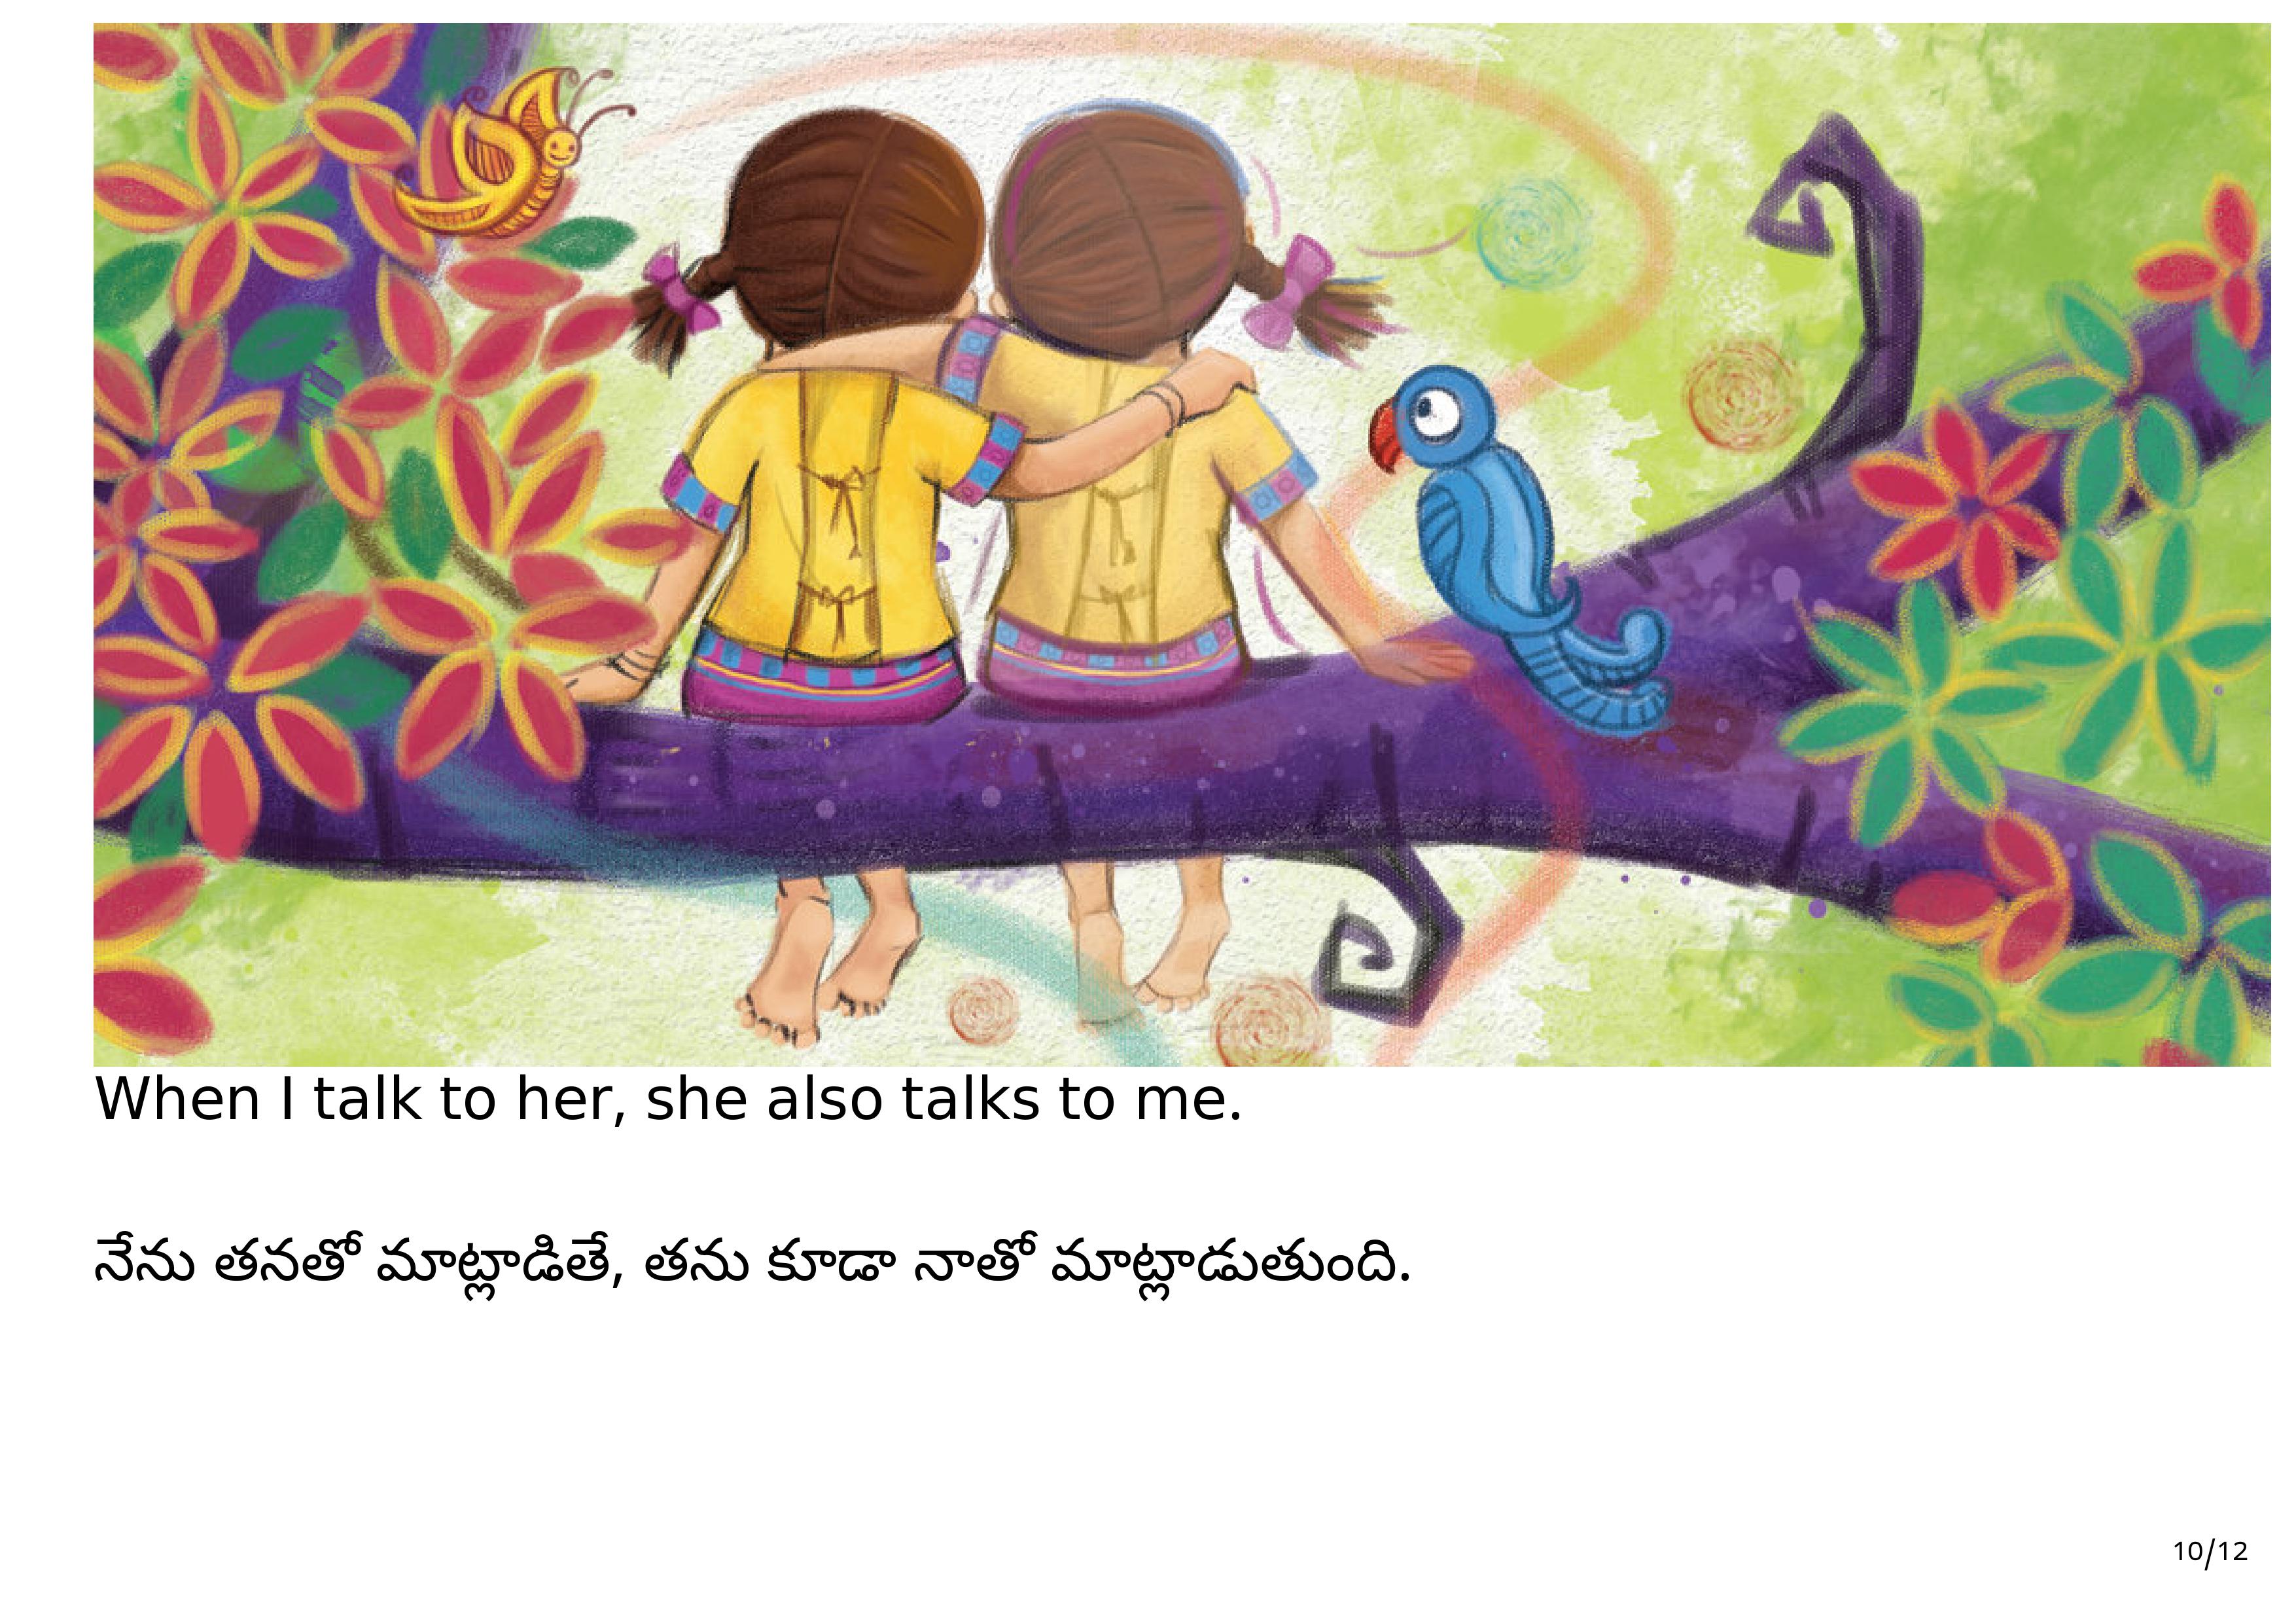 When I talk to her, she also talks to me.
నేను తనతో మాట్లాడితే, తను కూడా నాతో మాట్లాడుతుంది.
10/12